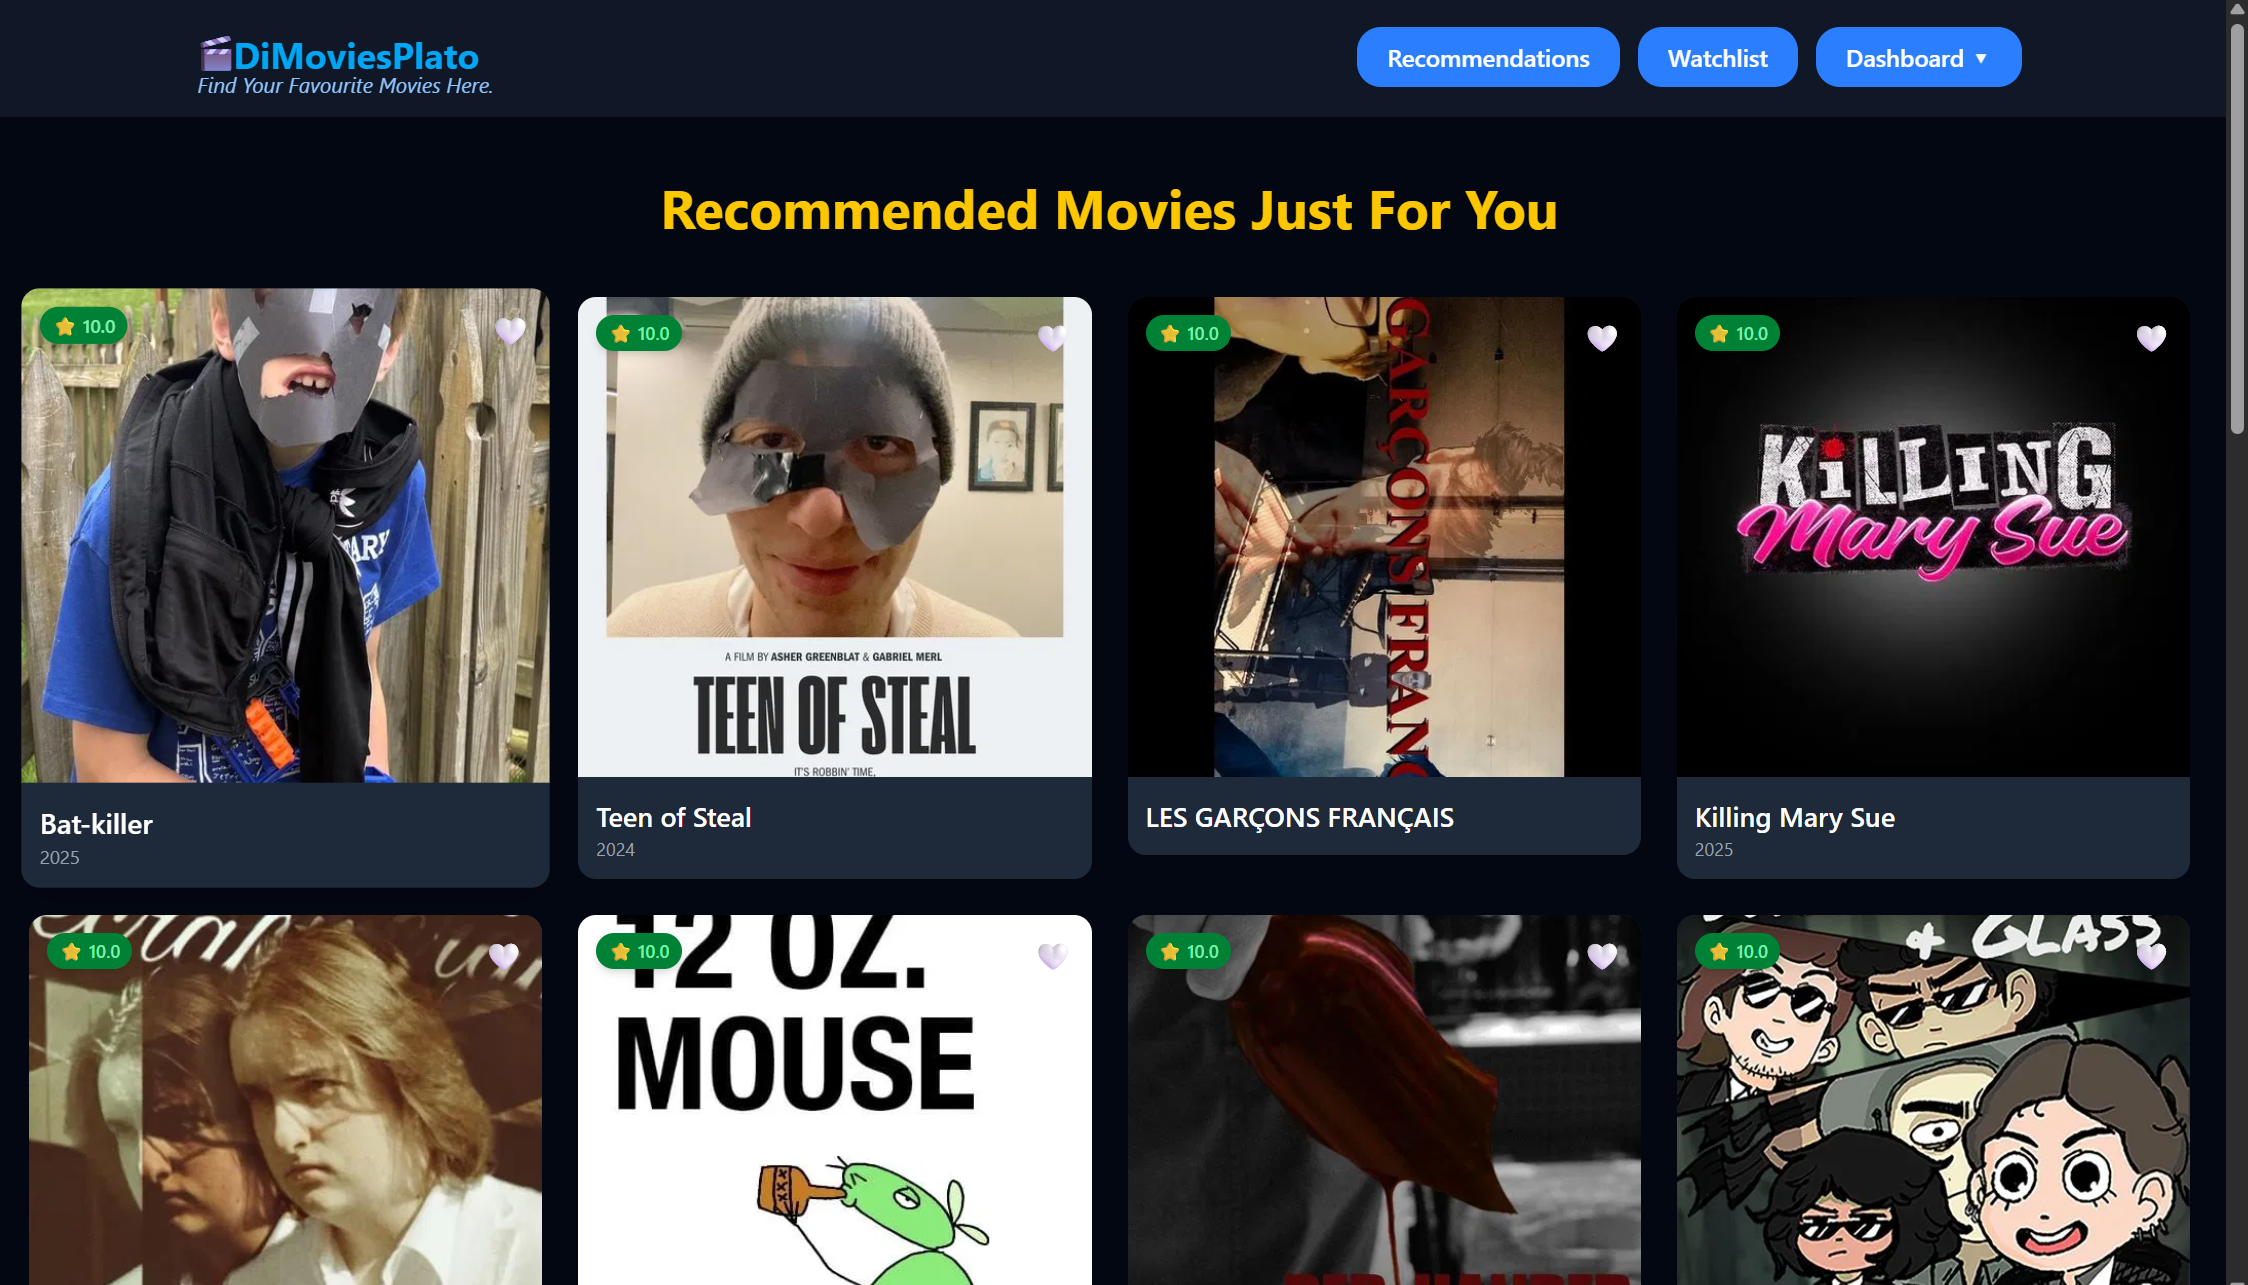 DiMoviesPlato
Find Your Favourite Movies Here.
Recommendations
Watchlist
Dashboard ▼
Recommended Movies Just For You
10.0
Bat-killer
2025
10.0
A FILM BY ASHER GREENBLAT & GABRIEL MERL
TEEN OF STEAL
IT'S ROBBIN' TIME.
Teen of Steal
2024
10.0
GARÇONS FRANÇ
LES GARÇONS FRANÇAIS
10.0
KiLLING
Mary Sue
Killing Mary Sue
2025
10.0
10.0
12 OZ.
MOUSE
10.0
10.0
+ GLASS